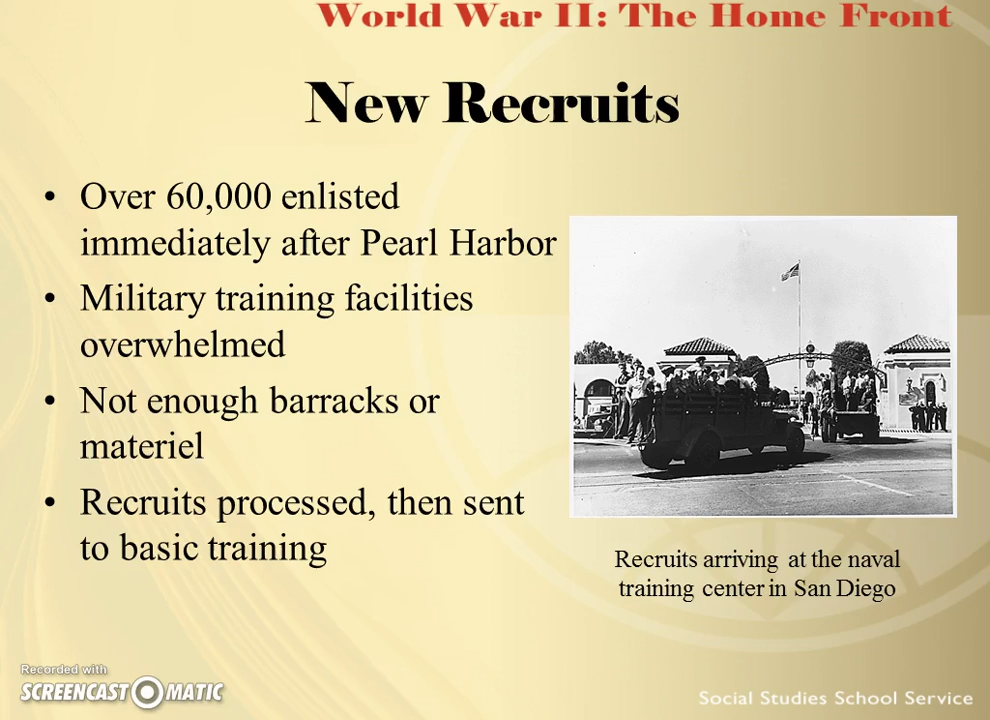 World War II: The Home Front
New Recruits
• Over 60,000 enlisted
immediately after Pearl Harbor
• Military training facilities
overwhelmed
• Not enough barracks or
materiel
• Recruits processed, then sent
to basic training
Recruits arriving at the naval
training center in San Diego
Recorded with
SCREENCAST-O-MATIC
Social Studies School Service